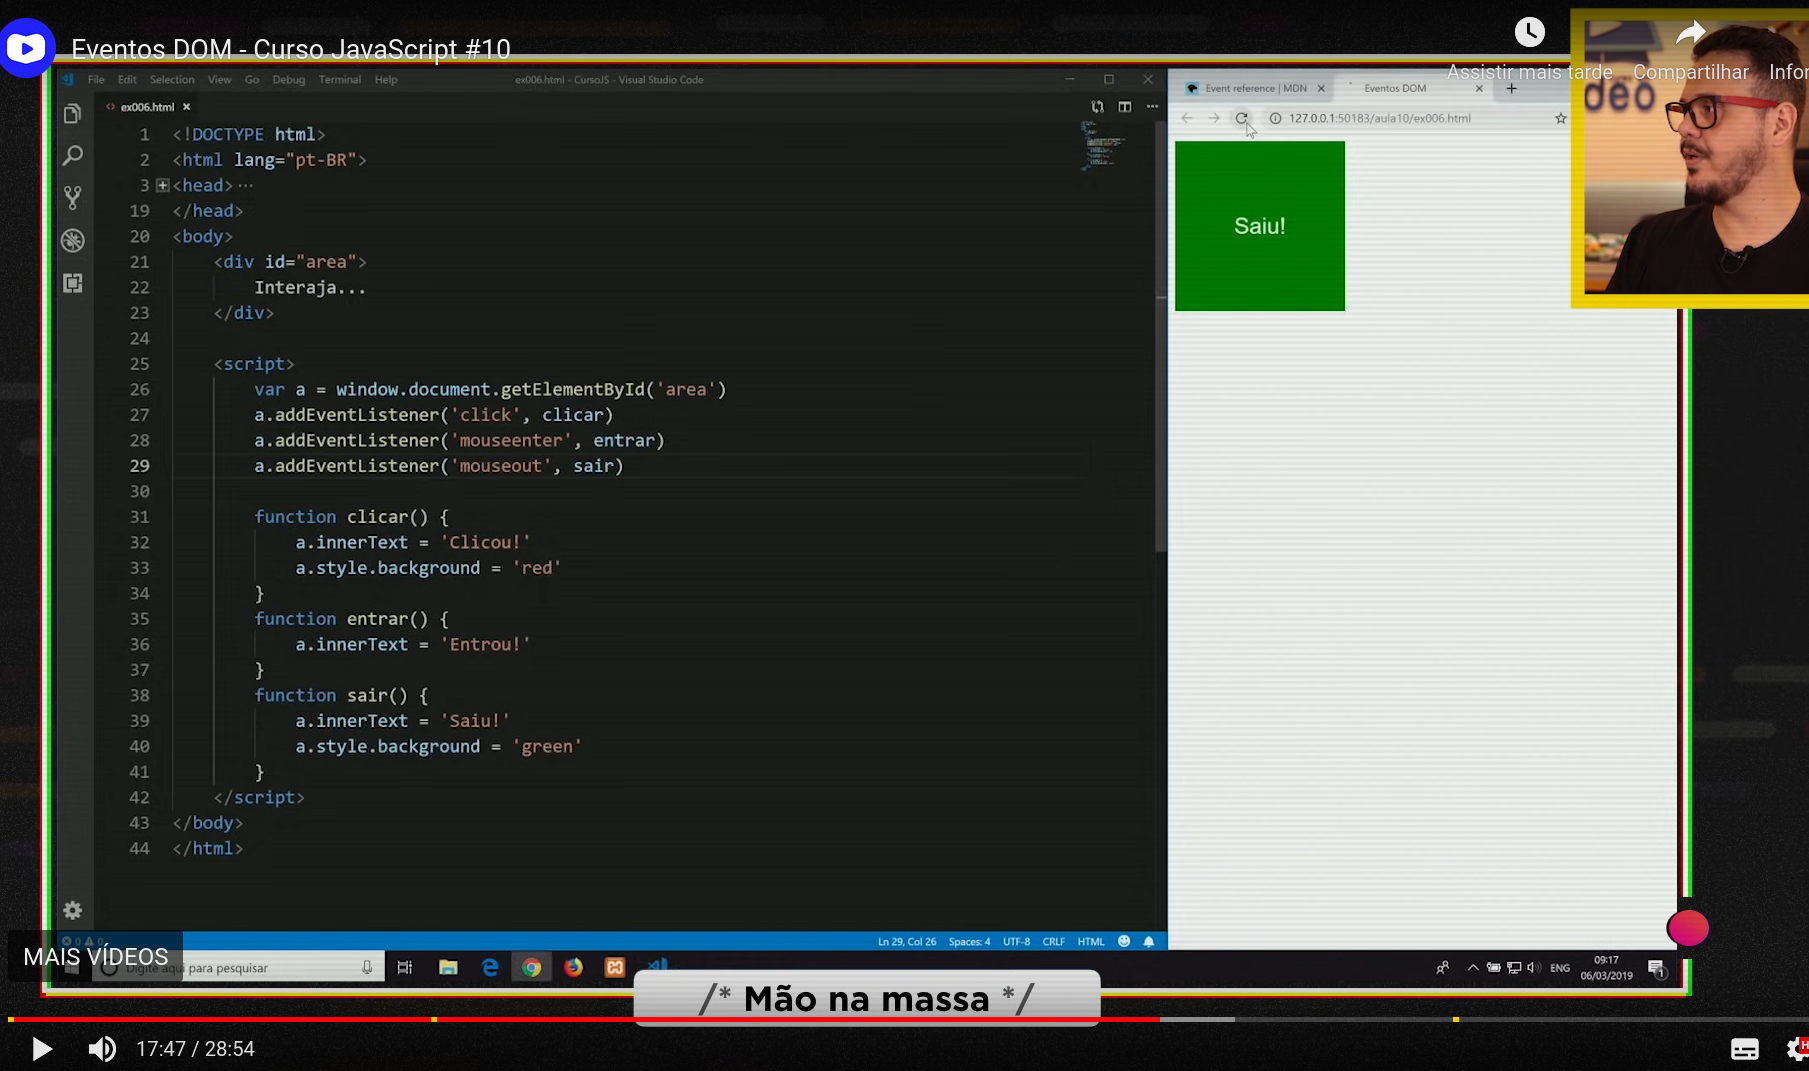 Eventos DOM - Curso JavaScript #10
Assistir mais tarde
Compartilhar
Infor
deo
File Edit Selection View Go Debug Terminal Help
ex006.html - CursoJS - Visual Studio Code
ex006.html
1 <!DOCTYPE html>
2 <html lang="pt-BR">
3 <head> ...
19 </head>
20 <body>
21 <div id="area">
22 Interaja...
23 </div>
24
25 <script>
26 var a = window.document.getElementById('area')
27 a.addEventListener('click', clicar)
28 a.addEventListener('mouseenter', entrar)
29 a.addEventListener('mouseout', sair)
30
31 function clicar() {
32 a.innerText = 'Clicou!'
33 a.style.background = 'red'
34 }
35 function entrar() {
36 a.innerText = 'Entrou!'
37 }
38 function sair() {
39 a.innerText = 'Saiu!'
40 a.style.background = 'green'
41 }
42 </script>
43 </body>
44 </html>
Event reference | MDN
Eventos DOM
127.0.0.1:50183/aula10/ex006.html
Saiu!
0 0
Ln 29, Col 26 Spaces: 4 UTF-8 CRLF HTML
MAIS VÍDEOS
Digite aqui para pesquisar
ENG
09:17
06/03/2019
1
/* Mão na massa */
17:47 / 28:54
H